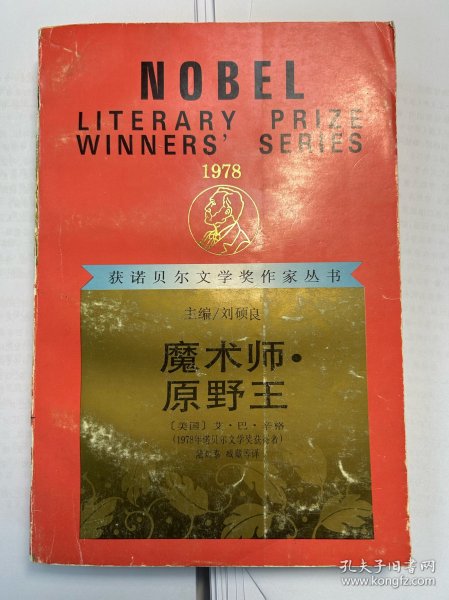 NOBEL
LITERARY PRIZE
WINNERS' SERIES
1978
获诺贝尔文学奖作家丛书
主编/刘硕良
魔术师·
原野王
〔美国〕艾·巴·辛格
(1978年诺贝尔文学奖获得者)
等译
孔夫子旧书网
www.kongfz.com